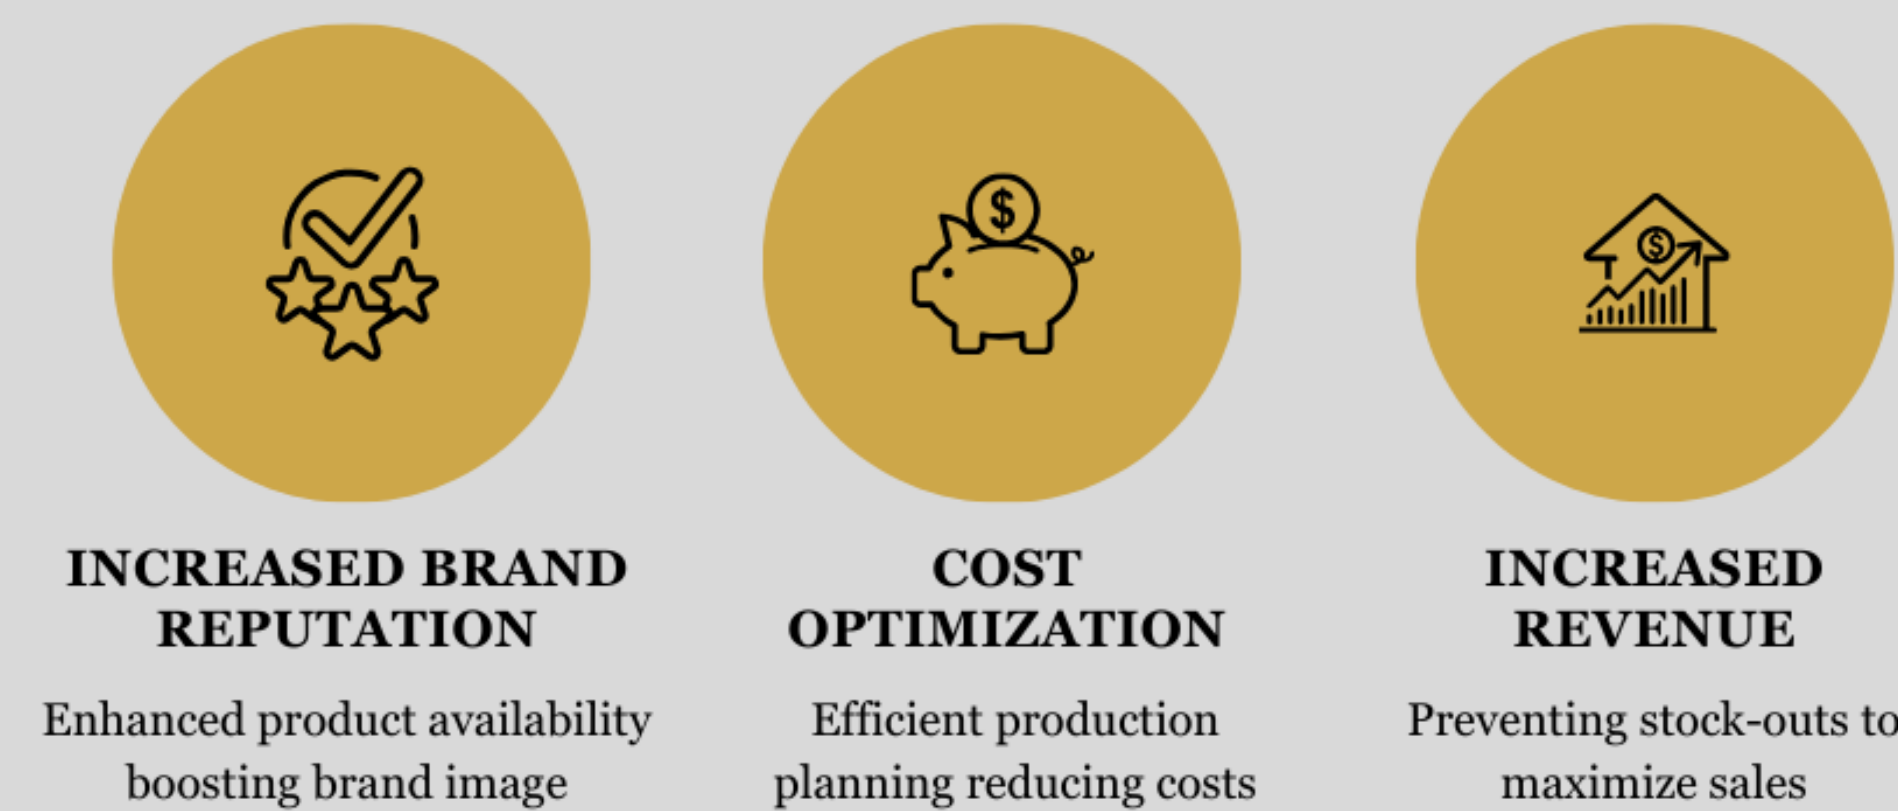 $
$
INCREASED BRAND
REPUTATION
Enhanced product availability
boosting brand image
COST
OPTIMIZATION
Efficient production
planning reducing costs
INCREASED
REVENUE
Preventing stock-outs to
maximize sales